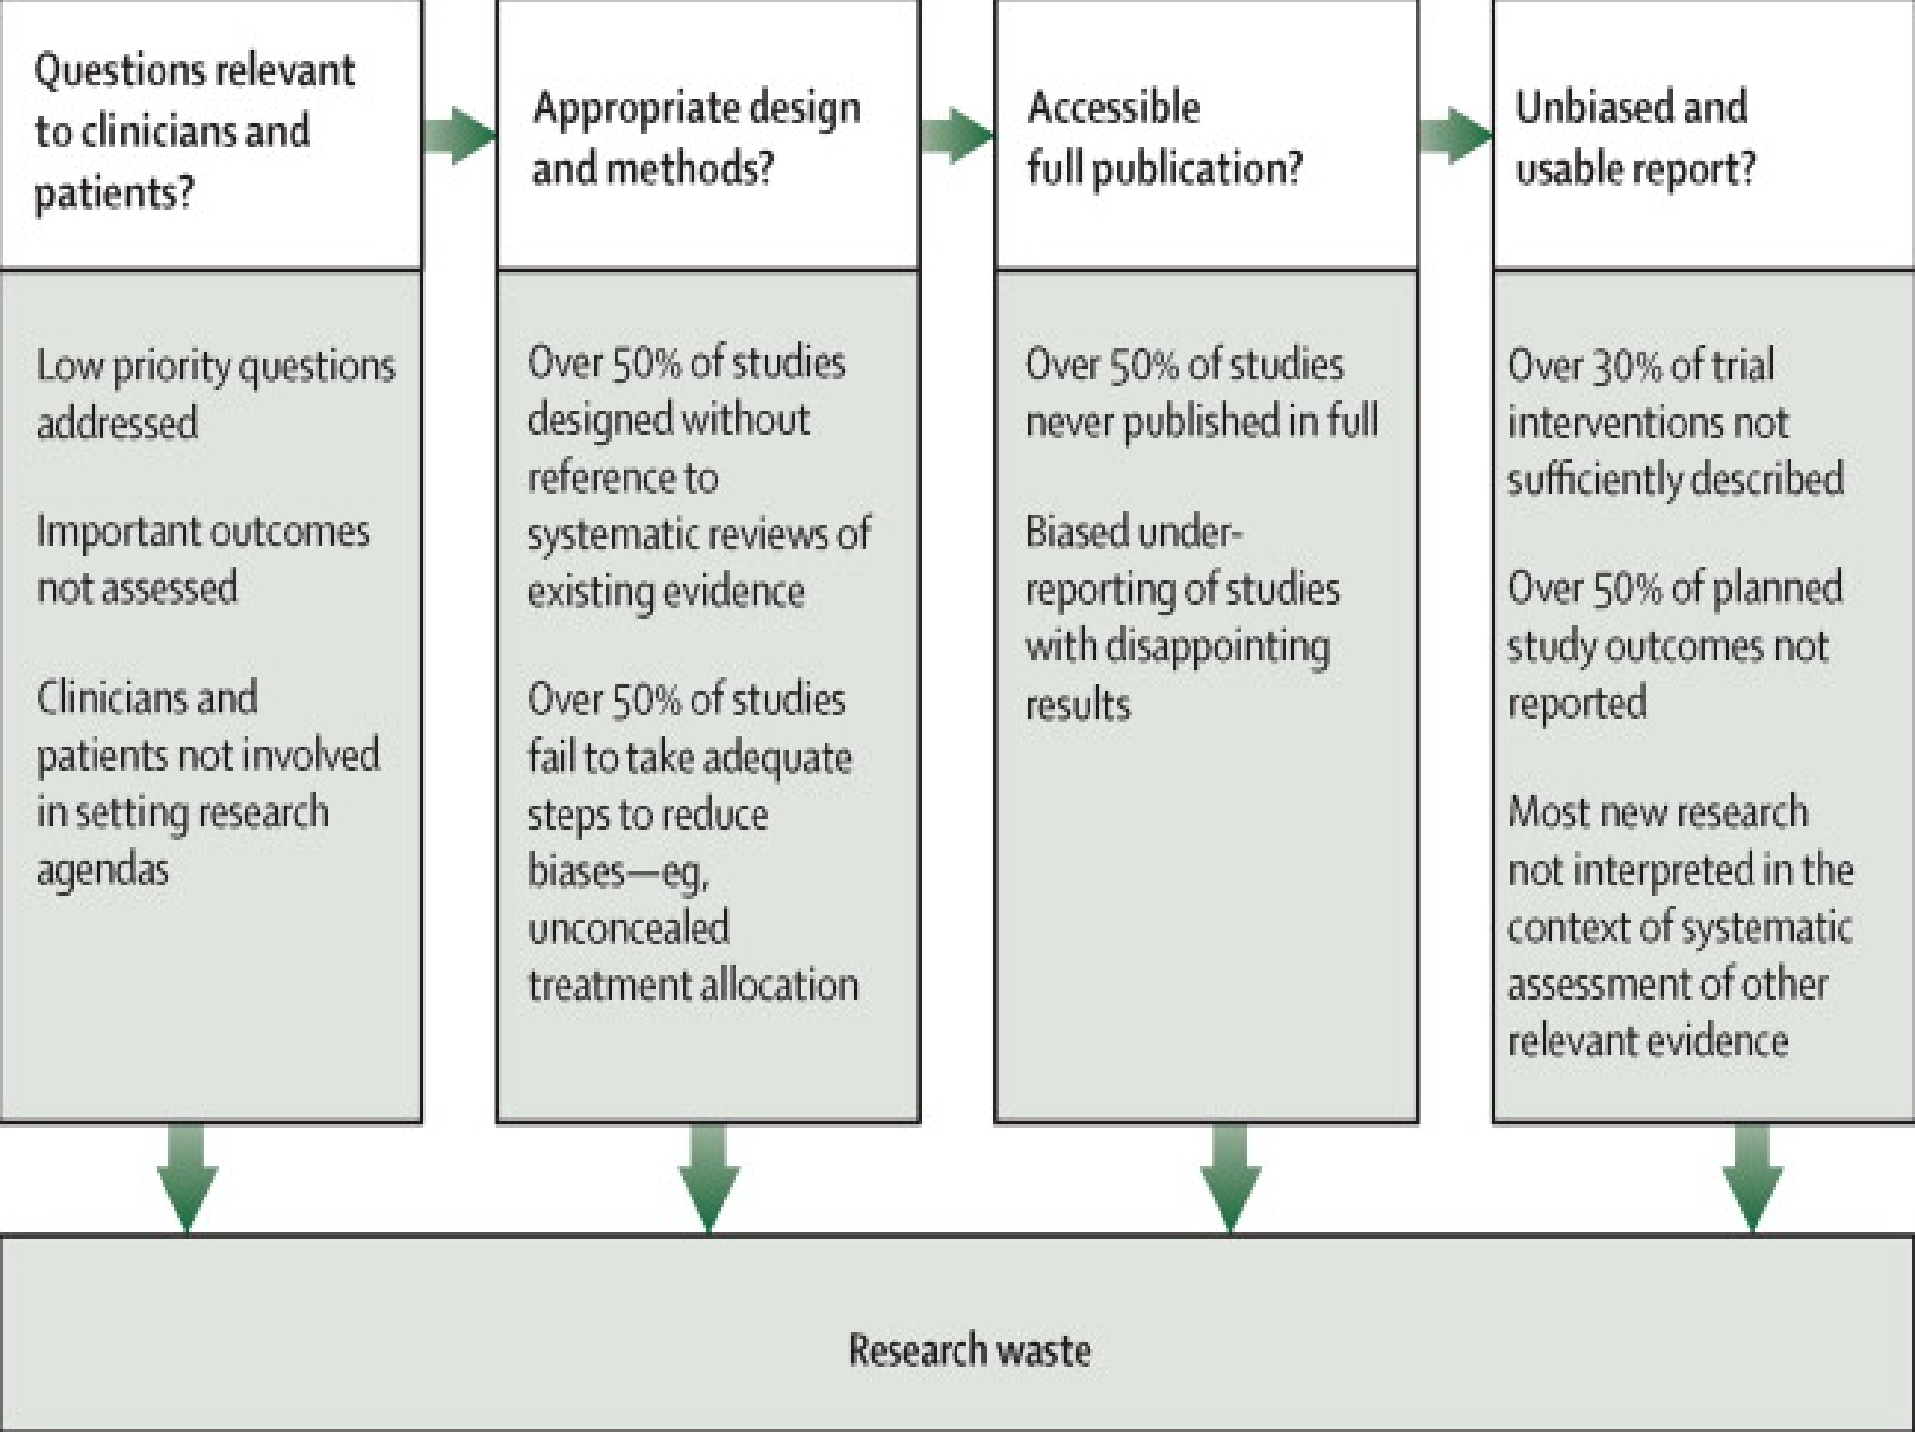 Questions relevant
to clinicians and
patients?
Low priority questions
addressed
Important outcomes
not assessed
Clinicians and
patients not involved
in setting research
agendas
Appropriate design
and methods?
Over 50% of studies
designed without
reference to
systematic reviews of
existing evidence
Over 50% of studies
fail to take adequate
steps to reduce
biases—eg,
unconcealed
treatment allocation
Accessible
full publication?
Over 50% of studies
never published in full
Biased under-
reporting of studies
with disappointing
results
Unbiased and
usable report?
Over 30% of trial
interventions not
sufficiently described
Over 50% of planned
study outcomes not
reported
Most new research
not interpreted in the
context of systematic
assessment of other
relevant evidence
Research waste